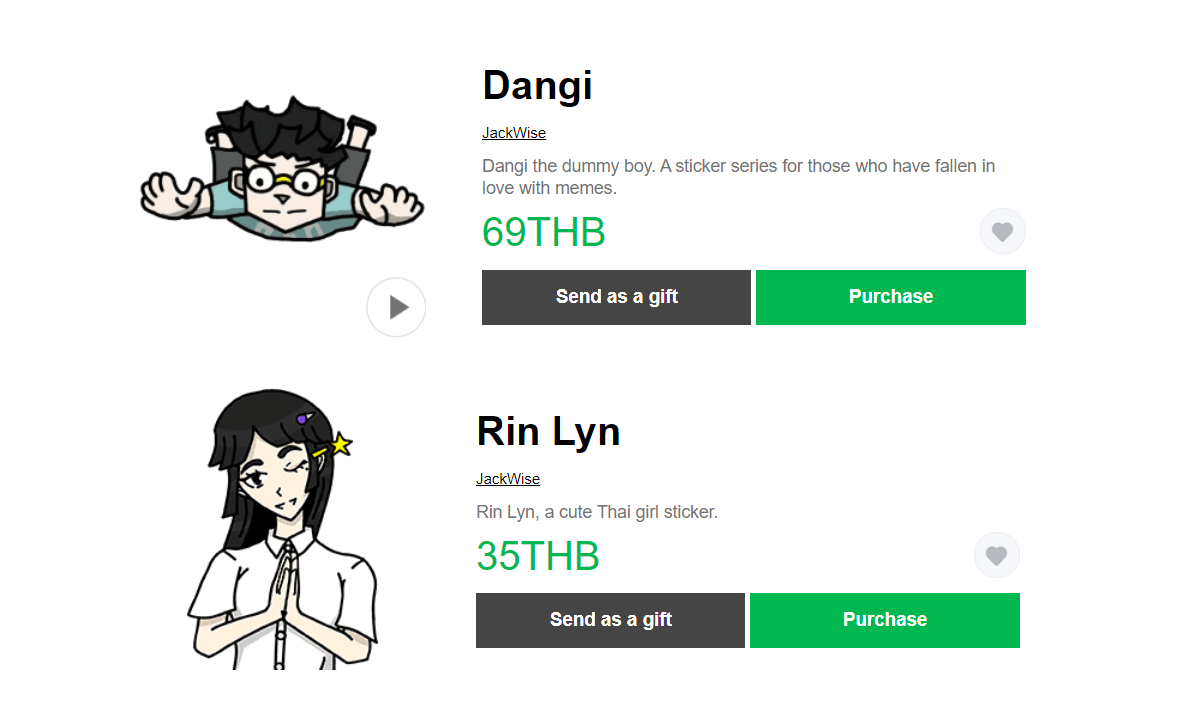 Dangi
JackWise
Dangi the dummy boy. A sticker series for those who have fallen in
love with memes.
69THB
Send as a gift
Purchase
Rin Lyn
JackWise
Rin Lyn, a cute Thai girl sticker.
35THB
Send as a gift
Purchase